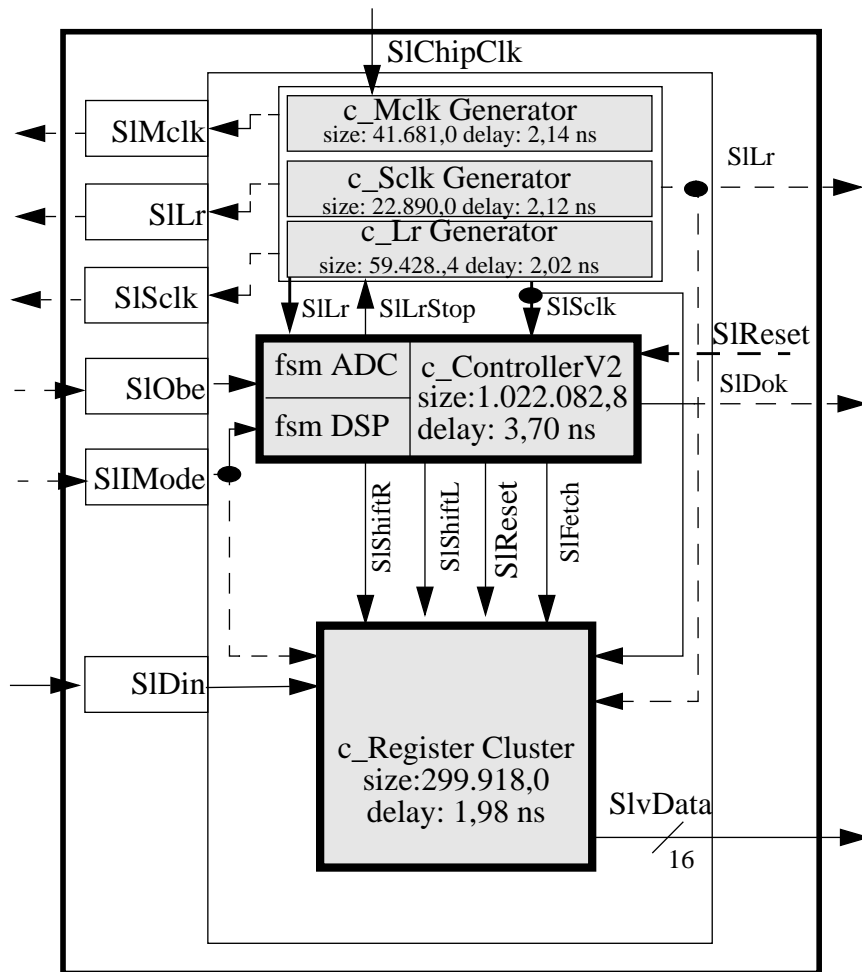 SlChipClk
c_Mclk Generator
size: 41.681,0 delay: 2,14 ns
SlMclk
SlLr
c_Sclk Generator
size: 22.890,0 delay: 2,12 ns
SlLr
c_Lr Generator
size: 59.428.,4 delay: 2,02 ns
SlSclk
SlLr
SlLrStop
SlSclk
SlReset
fsm ADC
c_ControllerV2
size:1.022.082,8
delay: 3,70 ns
SlObe
SlDok
fsm DSP
SlIMode
SlShiftR
SlShiftL
SlReset
SlFetch
SlDin
c_Register Cluster
size:299.918,0
delay: 1,98 ns
SlvData
16